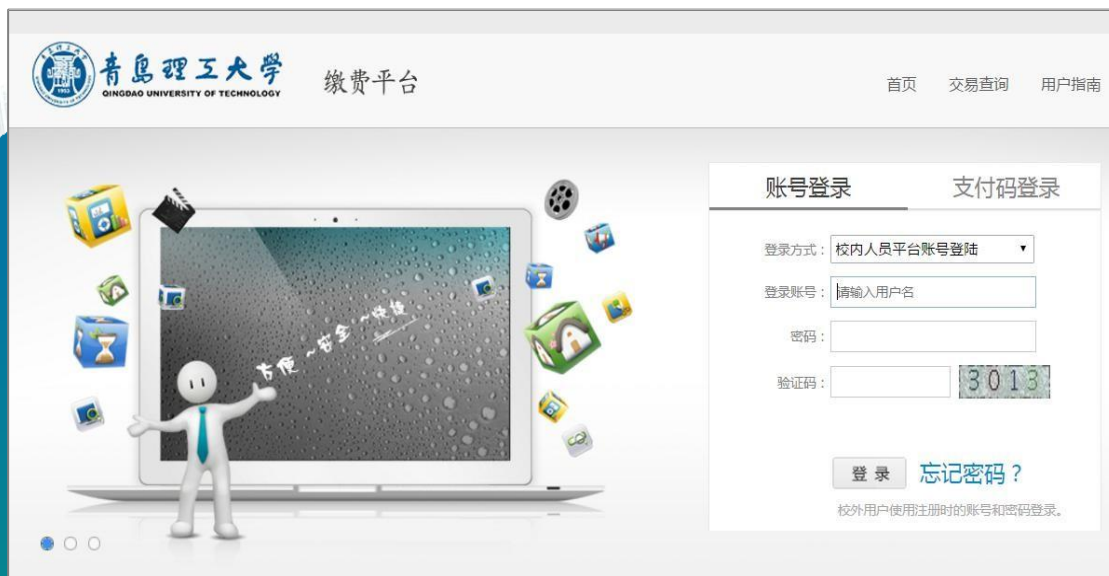 青岛理工大學
QINGDAO UNIVERSITY OF TECHNOLOGY
缴费平台
首页 交易查询 用户指南
账号登录 支付码登录
登录方式： 校内人员平台账号登陆
登录账号： 请输入用户名
密码：
验证码： 3013
方便~安全~快捷
登 录 忘记密码？
校外用户使用注册时的账号和密码登录。